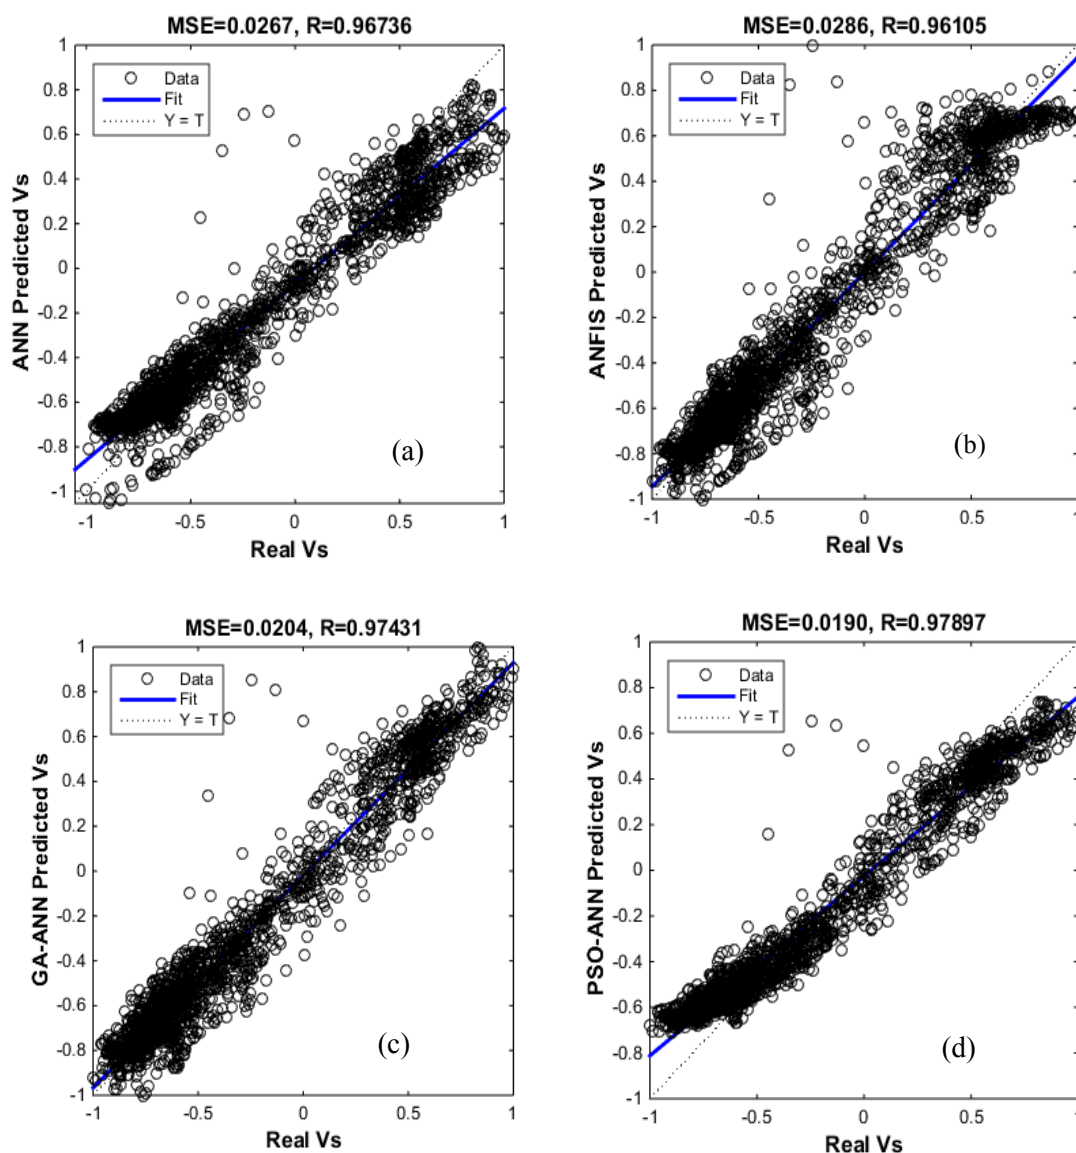 MSE=0.0267, R=0.96736
1
0.8
0.6
0.4
0.2
0
-0.2
-0.4
-0.6
-0.8
-1
Data
Fit
Y = T
(a)
ANN Predicted Vs
-1
-0.5
0
0.5
1
Real Vs
MSE=0.0286, R=0.96105
1
0.8
0.6
0.4
0.2
0
-0.2
-0.4
-0.6
-0.8
-1
Data
Fit
Y = T
(b)
ANFIS Predicted Vs
-1
-0.5
0
0.5
1
Real Vs
MSE=0.0204, R=0.97431
1
0.8
0.6
0.4
0.2
0
-0.2
-0.4
-0.6
-0.8
-1
Data
Fit
Y = T
(c)
GA-ANN Predicted Vs
-1
-0.5
0
0.5
1
Real Vs
MSE=0.0190, R=0.97897
1
0.8
0.6
0.4
0.2
0
-0.2
-0.4
-0.6
-0.8
-1
Data
Fit
Y = T
(d)
PSO-ANN Predicted Vs
-1
-0.5
0
0.5
1
Real Vs